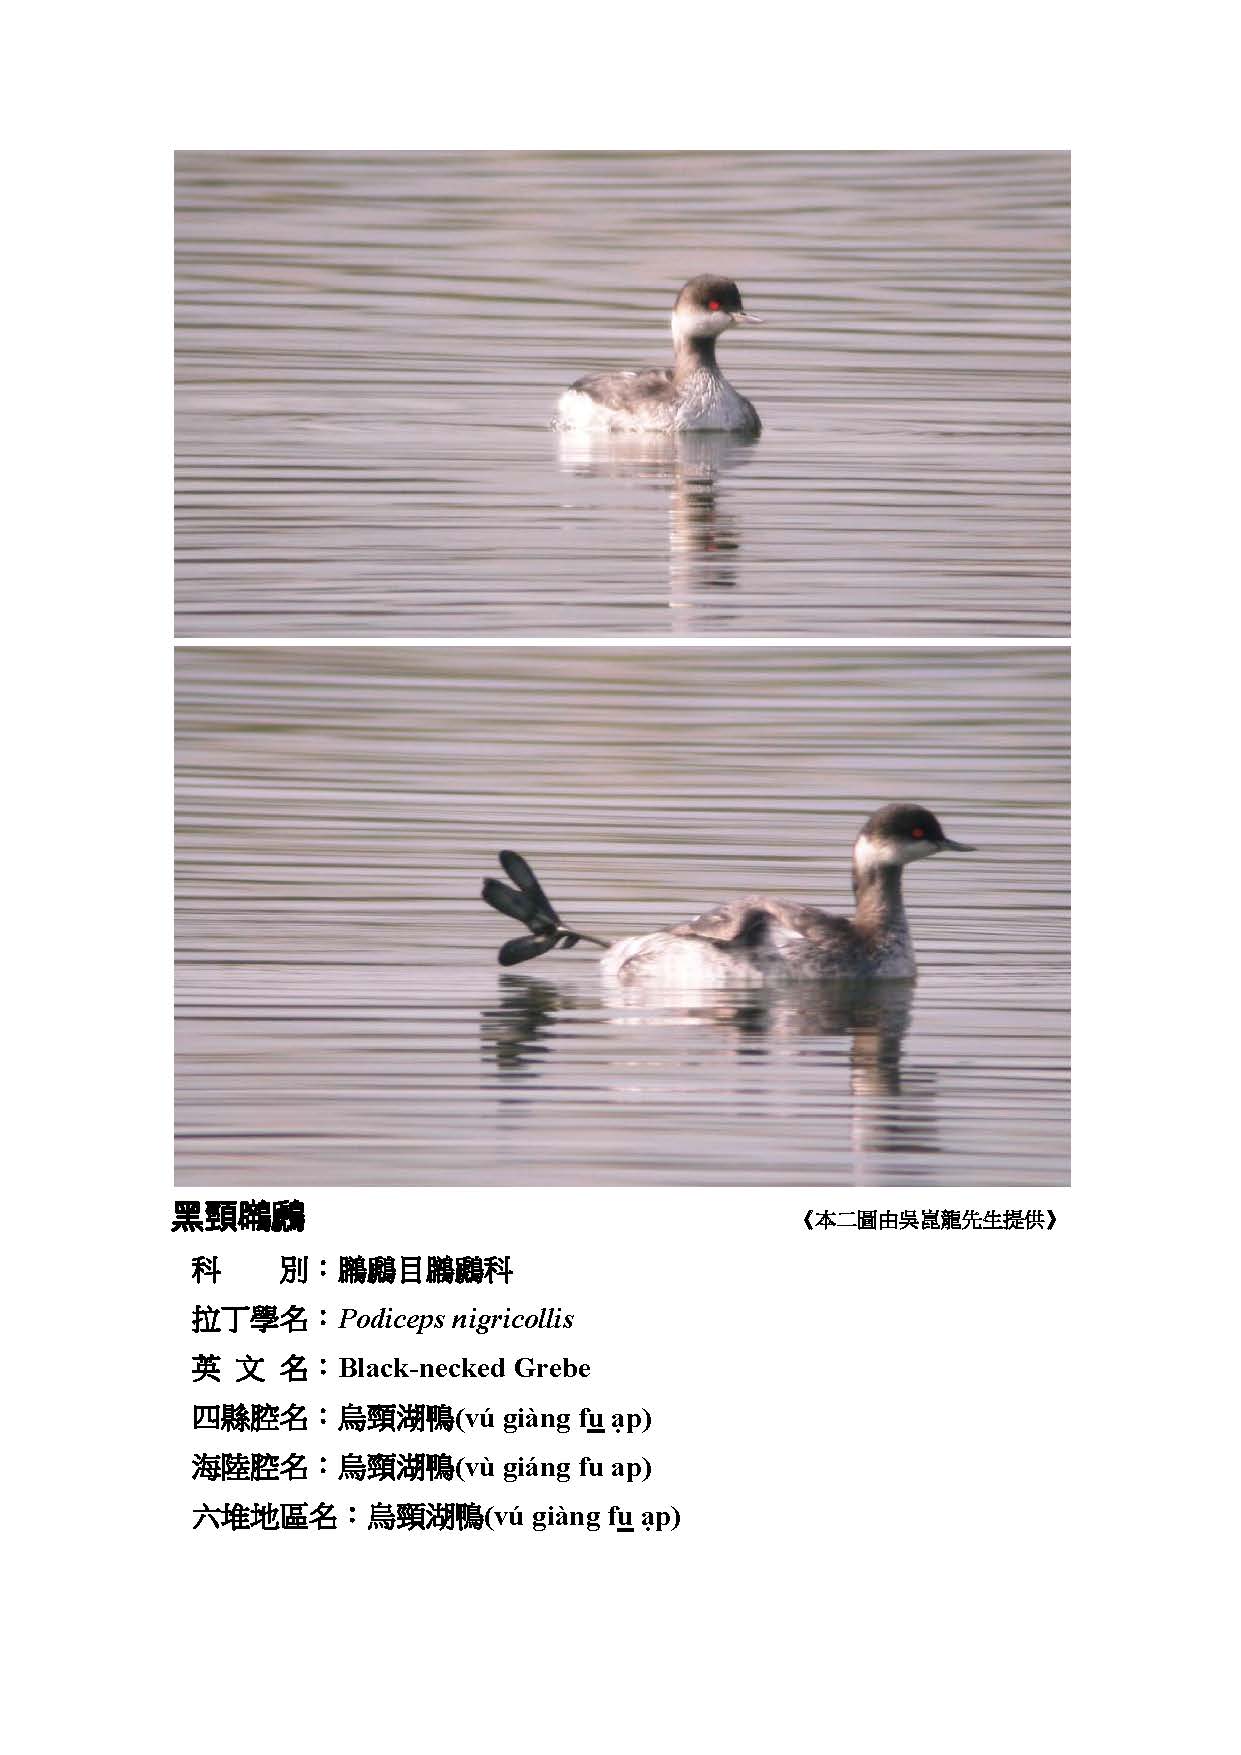 黑頸鸊鷉
《本二圖由吳崑龍先生提供》
科 別：鸊鷉目鸊鷉科
拉丁學名：Podiceps nigricollis
英 文 名：Black-necked Grebe
四縣腔名：烏頸湖鴨(vú giàng fu̲ ạp)
海陸腔名：烏頸湖鴨(vù giáng fu ap)
六堆地區名：烏頸湖鴨(vú giàng fu̲ ạp)